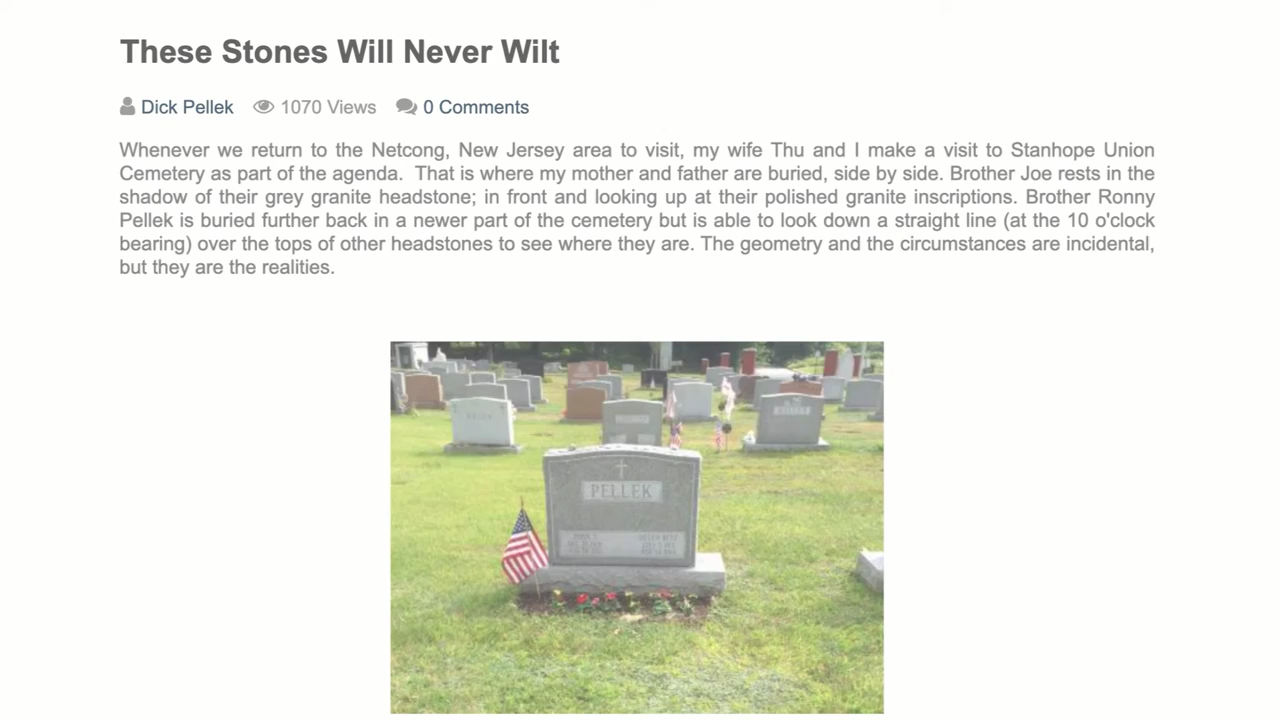 These Stones Will Never Wilt
Dick Pellek 1070 Views 0 Comments
Whenever we return to the Netcong, New Jersey area to visit, my wife Thu and I make a visit to Stanhope Union
Cemetery as part of the agenda. That is where my mother and father are buried, side by side. Brother Joe rests in the
shadow of their grey granite headstone; in front and looking up at their polished granite inscriptions. Brother Ronny
Pellek is buried further back in a newer part of the cemetery but is able to look down a straight line (at the 10 o'clock
bearing) over the tops of other headstones to see where they are. The geometry and the circumstances are incidental,
but they are the realities.
PELLEK